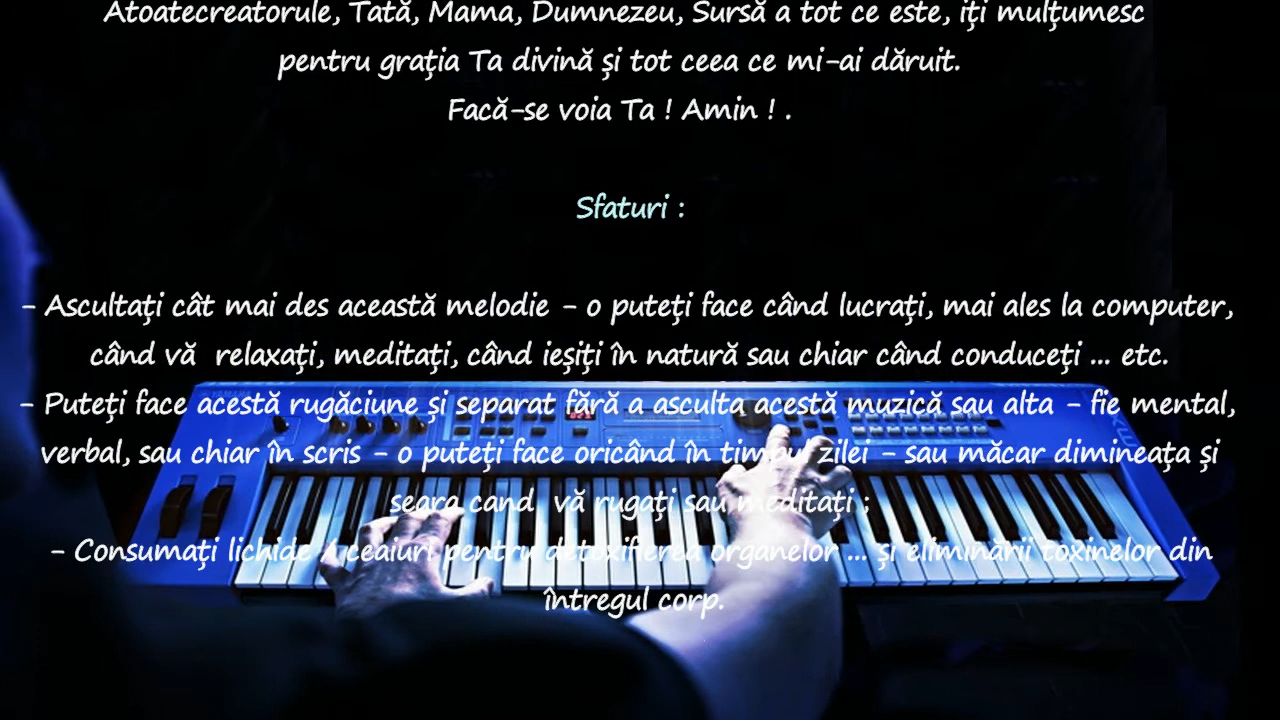 Atoatecreatorule, Tată, Mama, Dumnezeu, Sursă a tot ce este, iți mulțumesc
pentru grația Ta divină și tot ceea ce mi-ai dăruit.
Facă-se voia Ta ! Amin ! .
Sfaturi :
- Ascultați cât mai des această melodie - o puteți face când lucrați, mai ales la computer,
când vă relaxați, meditați, când ieșiți în natură sau chiar când conduceți ... etc.
- Puteți face acestă rugăciune și separat fără a asculta acestă muzică sau alta - fie mental,
verbal, sau chiar în scris - o puteți face oricând în timpul zilei - sau măcar dimineața și
seara cand vă rugați sau meditați ;
- Consumați lichide / ceaiuri pentru detoxifierea organelor ... și eliminării toxinelor din
întregul corp.